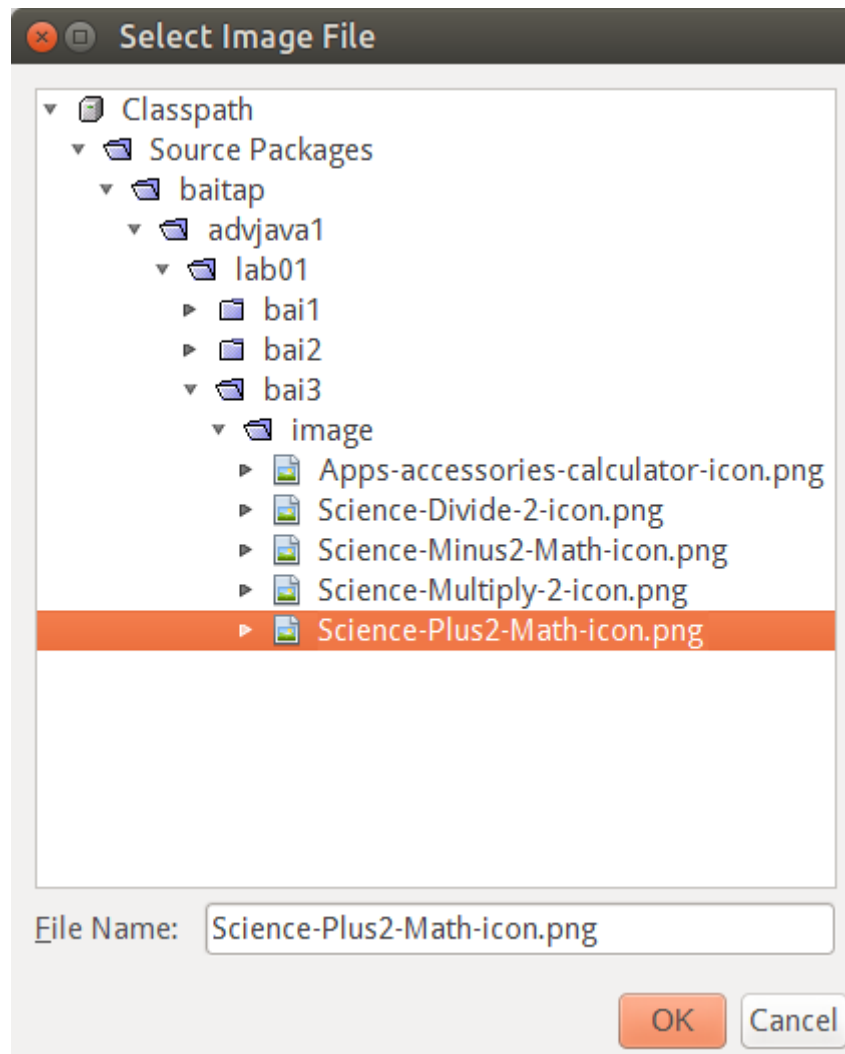 Select Image File
Classpath
Source Packages
baitap
advjava1
lab01
bai1
bai2
bai3
image
Apps-accessories-calculator-icon.png
Science-Divide-2-icon.png
Science-Minus2-Math-icon.png
Science-Multiply-2-icon.png
Science-Plus2-Math-icon.png
File Name: Science-Plus2-Math-icon.png
OK Cancel